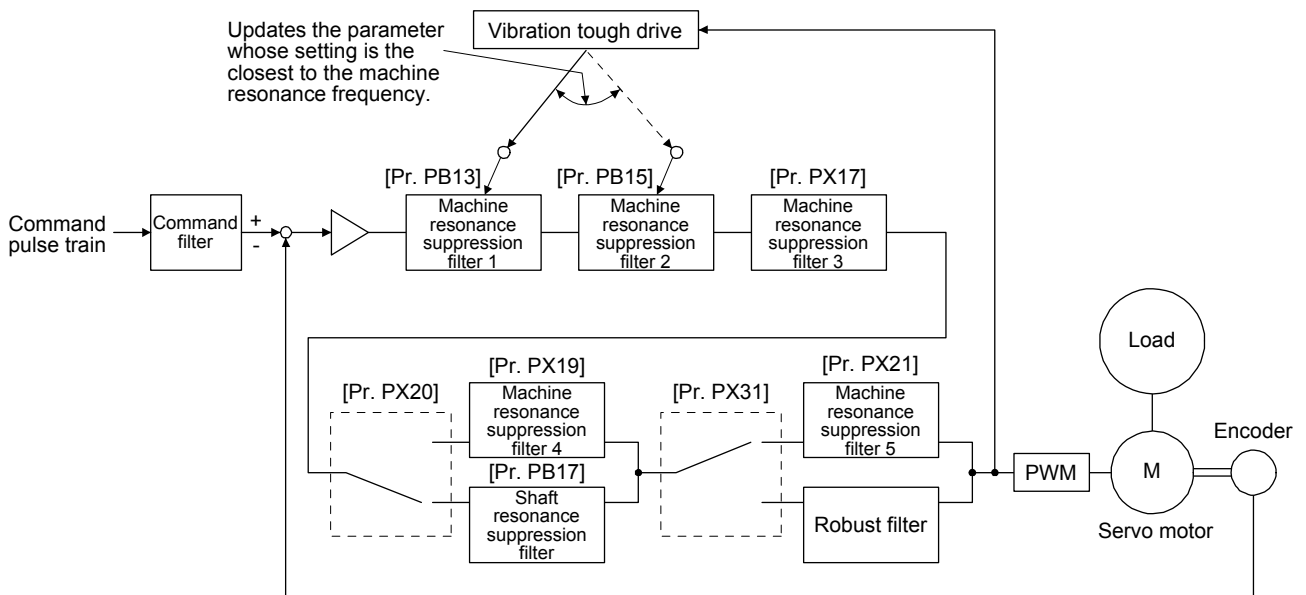 Updates the parameter
whose setting is the
closest to the machine
resonance frequency.
Vibration tough drive
[Pr. PB13]
[Pr. PB15]
[Pr. PX17]
Command
pulse train
Command
filter
+
-
Machine
resonance
suppression
filter 1
Machine
resonance
suppression
filter 2
Machine
resonance
suppression
filter 3
Load
[Pr. PX20]
[Pr. PX19]
Machine
resonance
suppression
filter 4
[Pr. PB17]
Shaft
resonance
suppression
filter
[Pr. PX31]
[Pr. PX21]
Machine
resonance
suppression
filter 5
Robust filter
PWM
M
Servo motor
Encoder